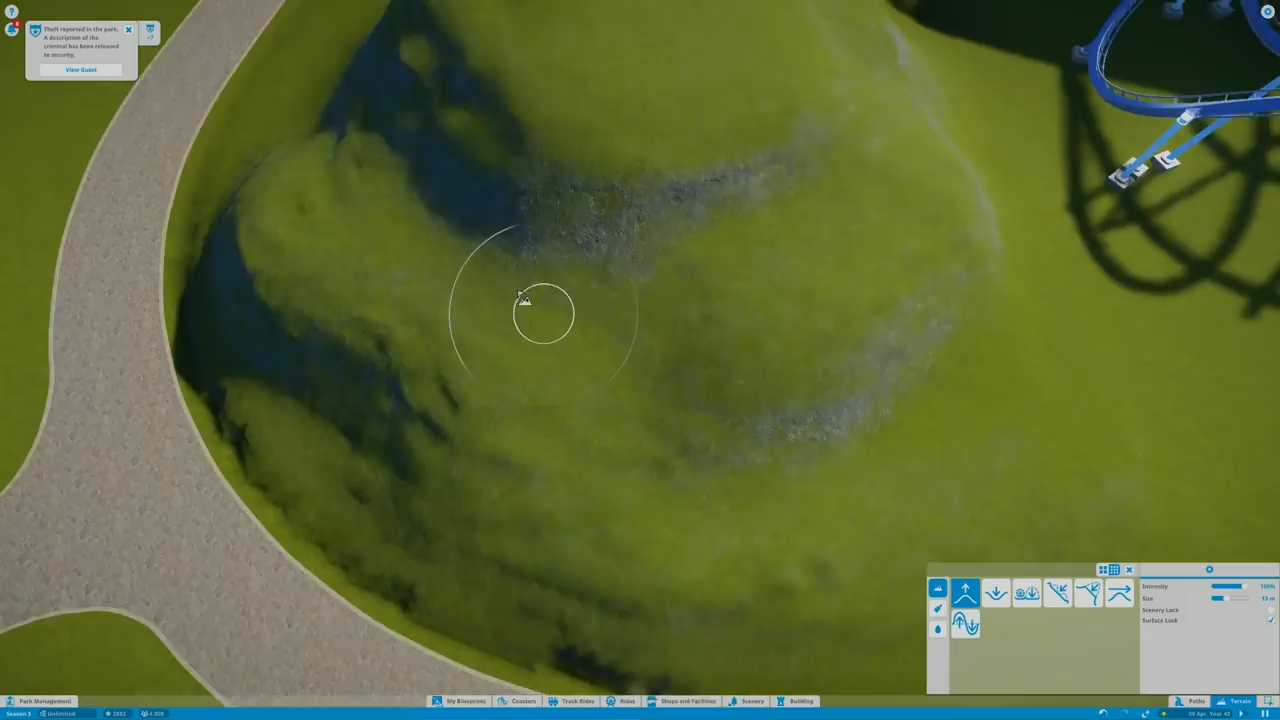 Theft reported in the park.
A description of the
criminal has been released
to security.
View Guest
Intensity
100%
Size
13 m
Scenery Lock
Surface Lock
Park Management
My Blueprints
Coasters
Track Rides
Rides
Shops and Facilities
Scenery
Building
Paths
Terrain
Unlimited